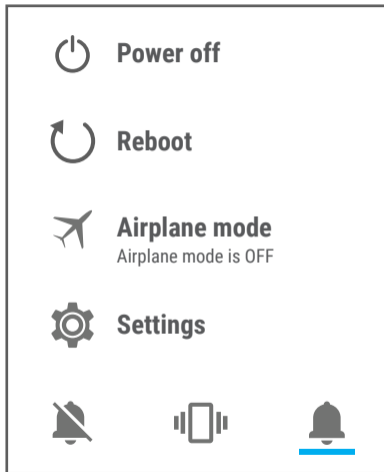 Power off
Reboot
Airplane mode
Airplane mode is OFF
Settings